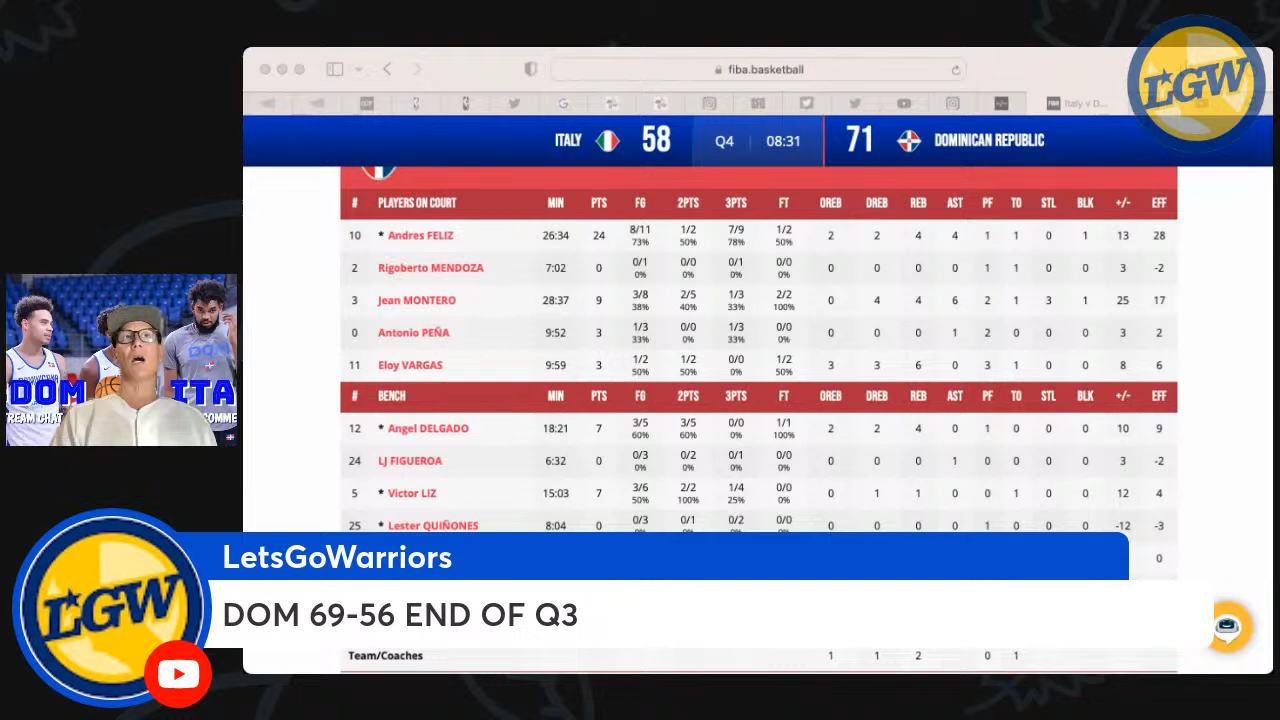 fiba.basketball
Italy v D...
LGW
ITALY 58 Q4 08:31 71 DOMINICAN REPUBLIC
# PLAYERS ON COURT MIN PTS FG 2PTS 3PTS FT OREB DREB REB AST PF TO STL BLK +/- EFF
10 * Andres FELIZ 26:34 24 8/11 1/2 7/9 1/2 2 2 4 4 1 1 0 1 13 28
73% 50% 78% 50%
2 Rigoberto MENDOZA 7:02 0 0/1 0/0 0/1 0/0 0 0 0 0 1 1 0 0 3 -2
0% 0% 0% 0%
3 Jean MONTERO 28:37 9 3/8 2/5 1/3 2/2 0 4 4 6 2 1 3 1 25 17
38% 40% 33% 100%
0 Antonio PEÑA 9:52 3 1/3 0/0 1/3 0/0 0 0 0 1 2 0 0 0 3 2
33% 0% 33% 0%
11 Eloy VARGAS 9:59 3 1/2 1/2 0/0 1/2 3 3 6 0 3 1 0 0 8 6
50% 50% 0% 50%
# BENCH MIN PTS FG 2PTS 3PTS FT OREB DREB REB AST PF TO STL BLK +/- EFF
12 * Angel DELGADO 18:21 7 3/5 3/5 0/0 1/1 2 2 4 0 1 0 0 0 10 9
60% 60% 0% 100%
24 LJ FIGUEROA 6:32 0 0/3 0/2 0/1 0/0 0 0 0 1 0 0 0 0 3 -2
0% 0% 0% 0%
5 * Victor LIZ 15:03 7 3/6 2/2 1/4 0/0 0 1 1 0 0 1 0 0 12 4
50% 100% 25% 0%
25 * Lester QUIÑONES 8:04 0 0/3 0/1 0/2 0/0 0 0 0 0 1 0 0 0 -12 -3
0
Team/Coaches 1 1 2 0 1
DOM ITA
LGW
LetsGoWarriors
DOM 69-56 END OF Q3